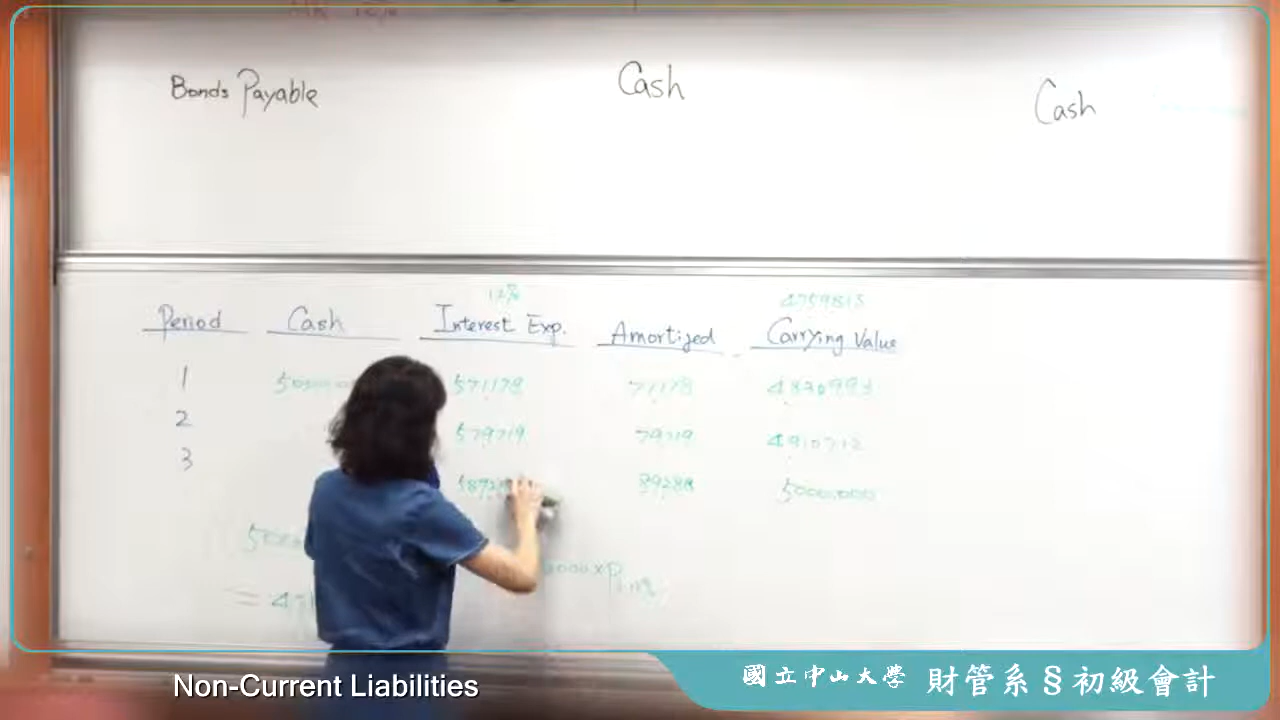 Bonds Payable
Cash
Cash
12%
4759815
Period Cash Interest Exp. Amortized Carrying Value
1 571178 71178 4830993
2 579719 79719 4910712
3 89288 5000000
Non-Current Liabilities
國立中山大學 財管系§初級會計